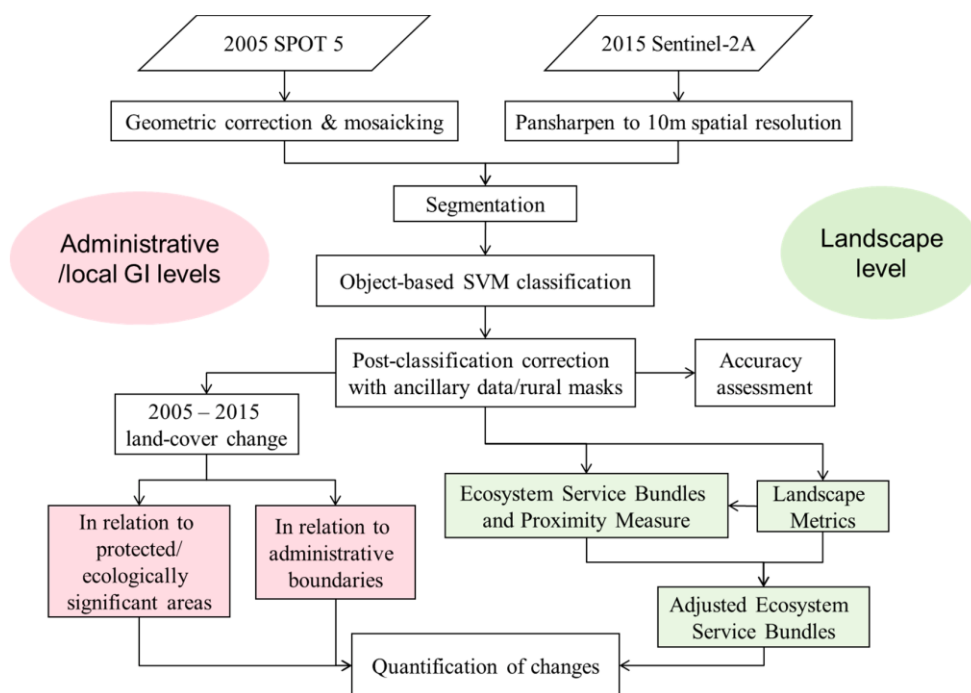 2005 SPOT 5
2015 Sentinel-2A
Geometric correction & mosaicking
Pansharpen to 10m spatial resolution
Segmentation
Administrative
/local GI levels
Landscape
level
Object-based SVM classification
Post-classification correction
with ancillary data/rural masks
Accuracy
assessment
2005 – 2015
land-cover change
Ecosystem Service Bundles
and Proximity Measure
Landscape
Metrics
In relation to
protected/
ecologically
significant areas
In relation to
administrative
boundaries
Adjusted Ecosystem
Service Bundles
Quantification of changes